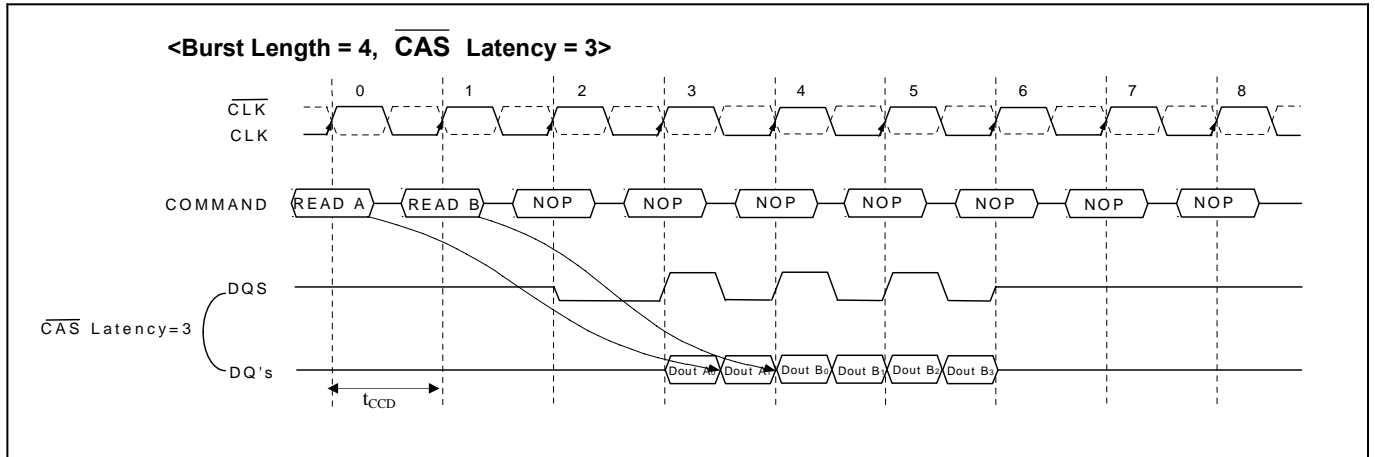 <Burst Length = 4, CAS Latency = 3>
0 1 2 3 4 5 6 7 8
CLK
CLK
COMMAND READ A READ B NOP NOP NOP NOP NOP NOP NOP
DQS
CAS Latency=3
DQ's Dout A0 Dout A1 Dout B0 Dout B1 Dout B2 Dout B3
tCCD